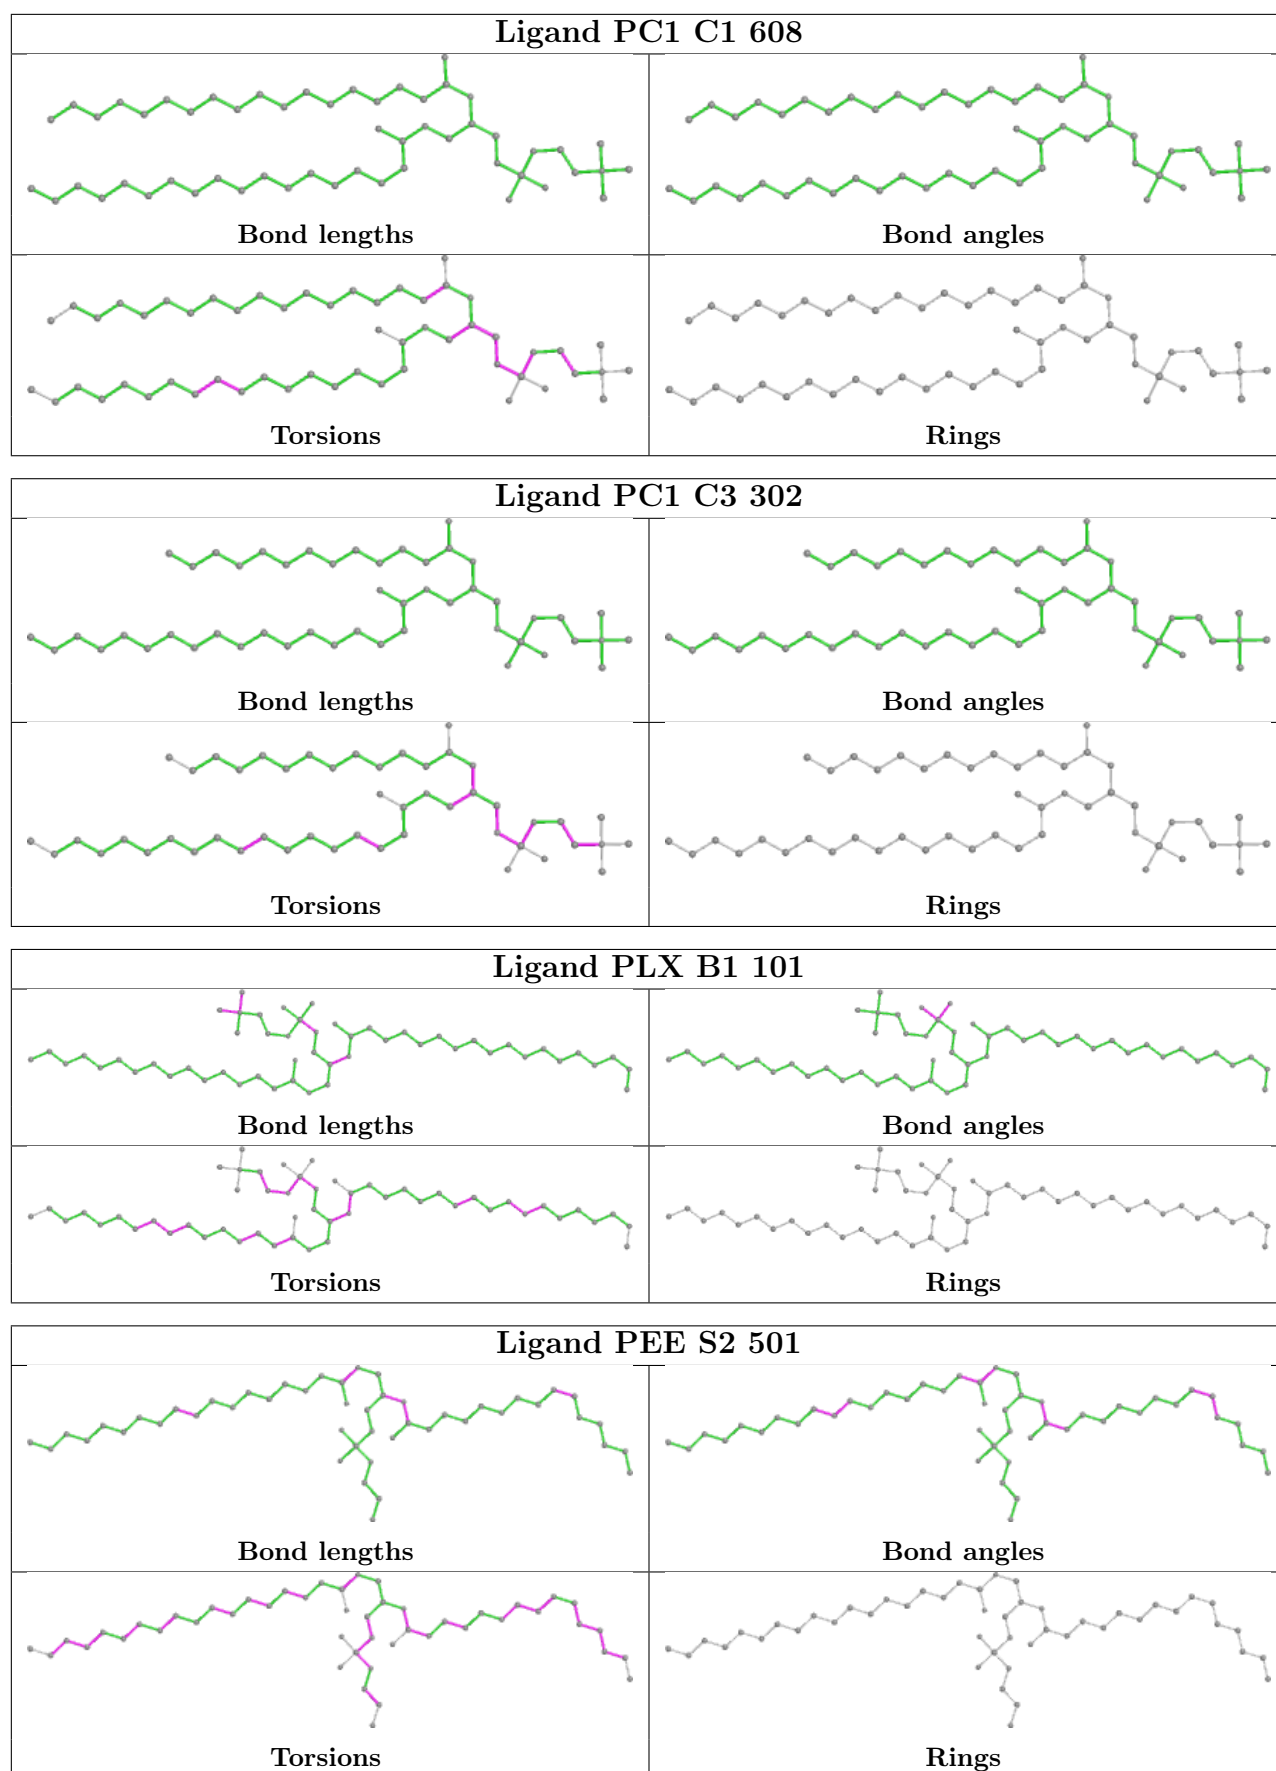 Ligand PC1 C1 608
Bond lengths
Bond angles
Torsions
Rings
Ligand PC1 C3 302
Bond lengths
Bond angles
Torsions
Rings
Ligand PLX B1 101
Bond lengths
Bond angles
Torsions
Rings
Ligand PEE S2 501
Bond lengths
Bond angles
Torsions
Rings